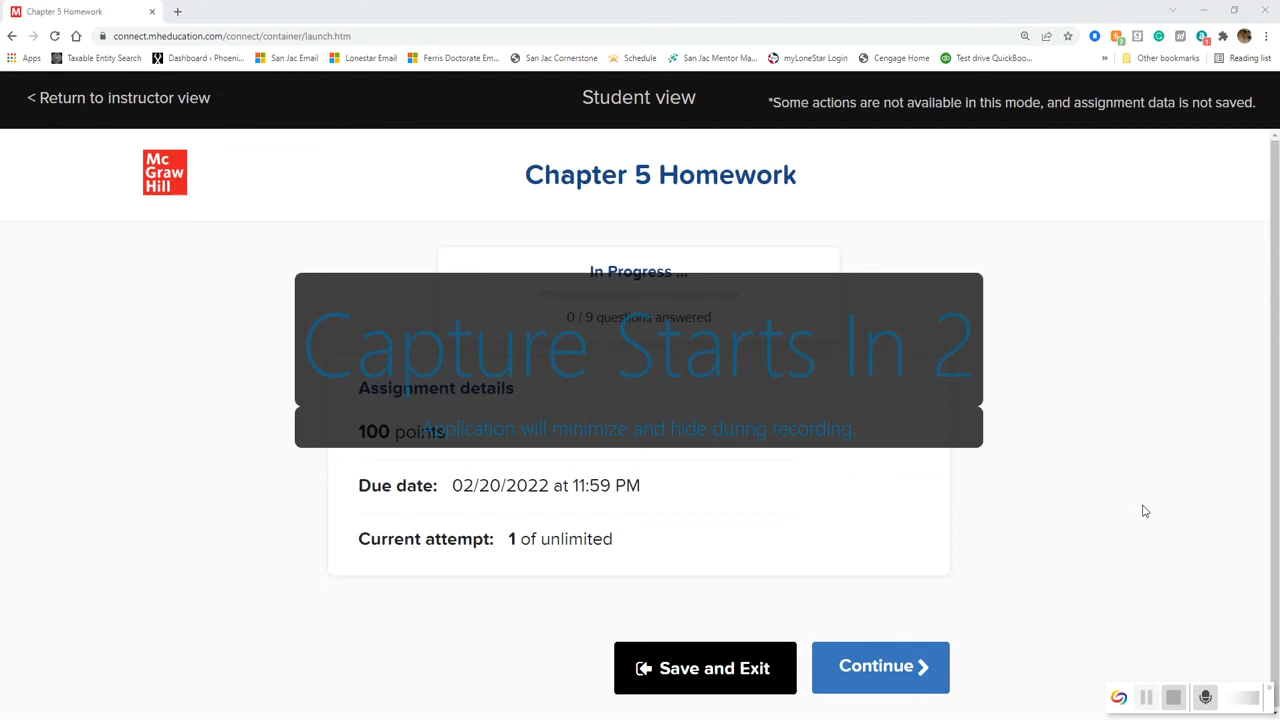 Chapter 5 Homework
connect.mheducation.com/connect/container/launch.htm
Apps Taxable Entity Search Dashboard ‹ Phoeni... San Jac Email Lonestar Email Ferris Doctorate Em... San Jac Cornerstone Schedule San Jac Mentor Ma... myLoneStar Login Cengage Home Test drive QuickBoo... » Other bookmarks Reading list
< Return to instructor view
Student view
*Some actions are not available in this mode, and assignment data is not saved.
Mc
Graw
Hill
Chapter 5 Homework
In Progress ...
0 / 9 questions answered
Capture Starts In 2
Assignment details
100 points
Application will minimize and hide during recording.
Due date: 02/20/2022 at 11:59 PM
Current attempt: 1 of unlimited
Save and Exit
Continue